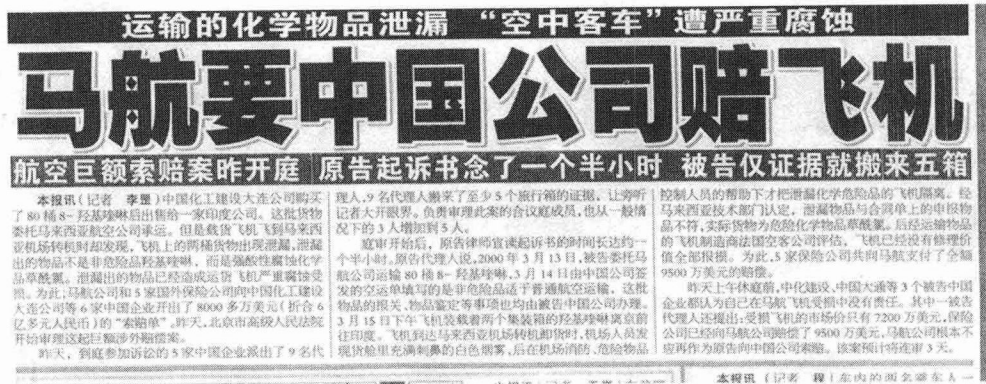 运输的化学物品泄漏 “空中客车”遭严重腐蚀
马航要中国公司赔飞机
航空巨额索赔案昨开庭 原告起诉书念了一个半小时 被告仅证据就搬来五箱
本报讯（记者 李罡）中国化工建设大连公司购买
了80桶8-羟基喹啉后出售给一家印度公司。这批货物
委托马来西亚航空公司承运。但是载货飞机飞到马来西
亚机场转机时却发现，飞机上的两桶货物出现泄漏，泄漏
出的物品不是非危险品羟基喹啉，而是强酸性腐蚀化学
品草酰氯。泄漏出的物品已经造成运货飞机严重腐蚀受
损。为此，马航公司和5家国外保险公司向中国化工建设
大连公司等6家中国企业开出了8000多万美元（折合6
亿多元人民币）的“索赔单”。昨天，北京市高级人民法院
开始审理这起巨额涉外赔偿案。
昨天，到庭参加诉讼的5家中国企业派出了9名代
理人，9名代理人搬来了至少5个旅行箱的证据，让旁听
记者大开眼界。负责审理此案的合议庭成员，也从一般情
况下的3人增加到5人。
庭审开始后，原告律师宣读起诉书的时间长达约一
个半小时。原告代理人说，2000年3月13日，被告委托马
航公司运输80桶8-羟基喹啉，3月14日由中国公司签
发的空运单填写的是非危险品适于普通航空运输。这批
物品的报关、物品鉴定等事项也均由被告中国公司办理。
3月15日下午飞机装载着两个集装箱的羟基喹啉离京前
往印度。飞机到达马来西亚机场转机卸货时，机场人员发
现货舱里充满刺鼻的白色烟雾，后在机场消防、危险物品
控制人员的帮助下才把泄漏化学危险品的飞机隔离。经
马来西亚技术部门认定，泄漏物品与合同单上的申报物
品不符，实际货物为危险化学物品草酰氯。后经运输物品
的飞机制造商法国空客公司评估，飞机已经没有修理价
值全部报损。为此，5家保险公司共向马航支付了全额
9500万美元的赔偿。
昨天上午休庭前，中化建设、中国大通等3个被告中国
企业都认为自己在马航飞机受损中没有责任。其中一被告
代理人还提出：受损飞机的市场价只有7200万美元，保险
公司已经向马航公司赔偿了9500万美元，马航公司根本不
应再作为原告向中国公司索赔。该案预计将连审3天。
本报讯（记者 程 车内的两名乘车人一